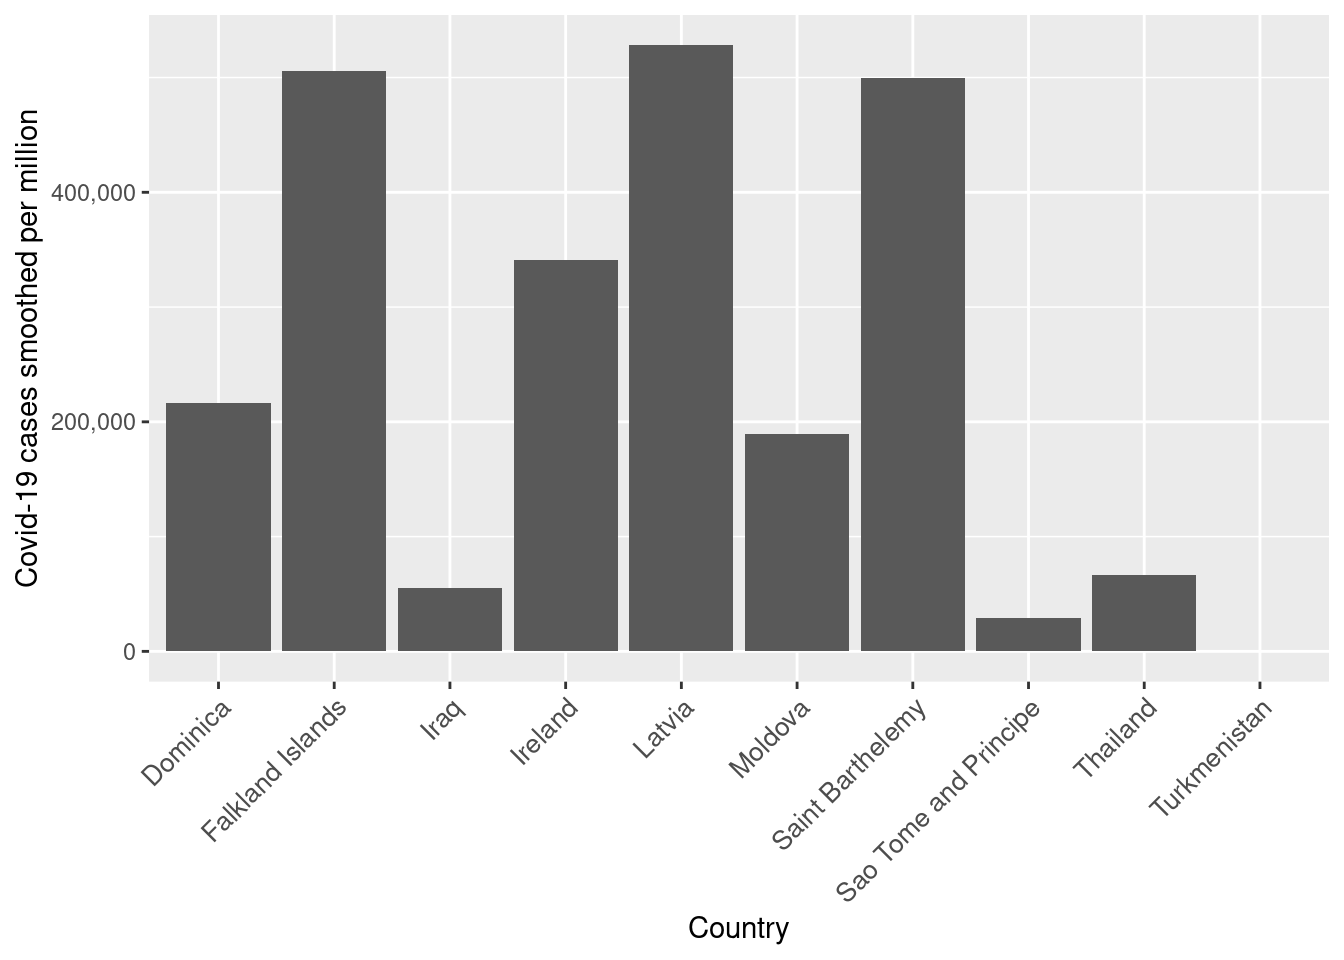 Covid-19 cases smoothed per million
400,000
200,000
0
Dominica
Falkland Islands
Iraq
Ireland
Latvia
Moldova
Saint Barthelemy
Sao Tome and Principe
Thailand
Turkmenistan
Country